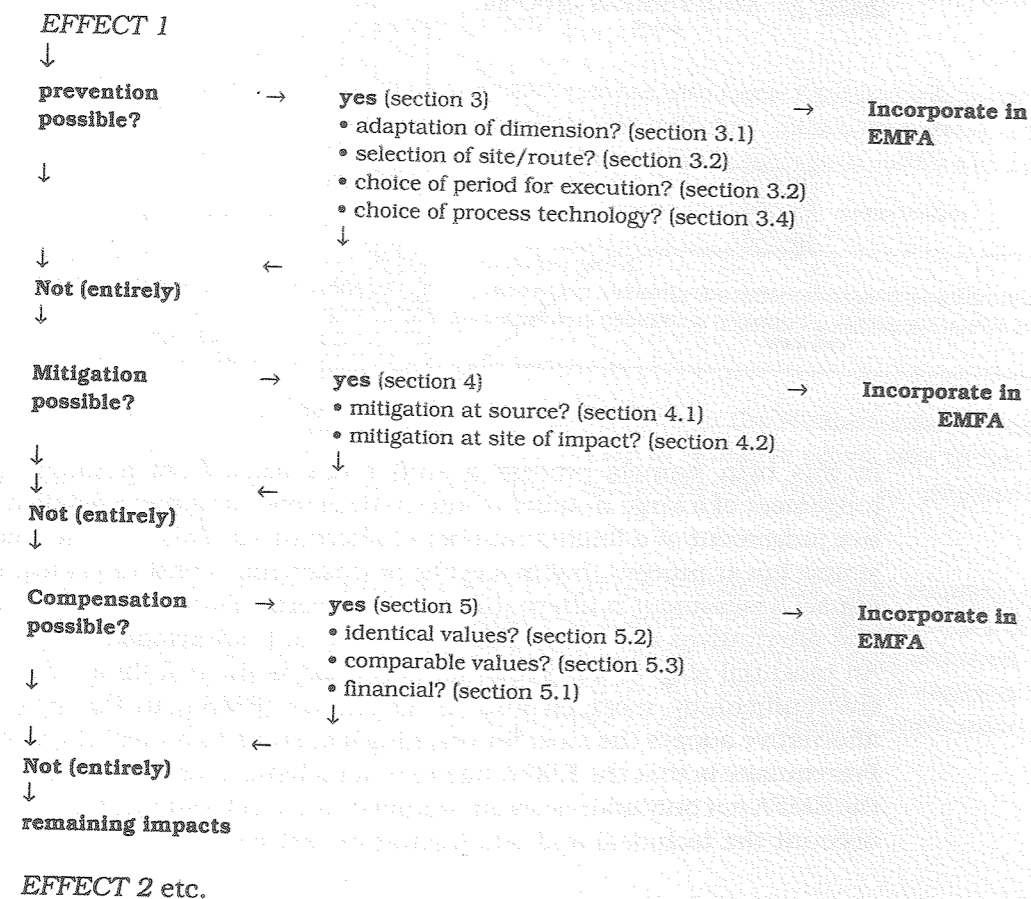 EFFECT 1
↓
prevention → yes (section 3) → Incorporate in
possible? • adaptation of dimension? (section 3.1) EMFA
• selection of site/route? (section 3.2)
↓ • choice of period for execution? (section 3.2)
• choice of process technology? (section 3.4)
↓
↓ ←
Not (entirely)
↓
Mitigation → yes (section 4) → Incorporate in
possible? • mitigation at source? (section 4.1) EMFA
• mitigation at site of impact? (section 4.2)
↓ ↓
↓ ←
Not (entirely)
↓
Compensation → yes (section 5) → Incorporate in
possible? • identical values? (section 5.2) EMFA
• comparable values? (section 5.3)
↓ • financial? (section 5.1)
↓
↓ ←
Not (entirely)
↓
remaining impacts
EFFECT 2 etc.